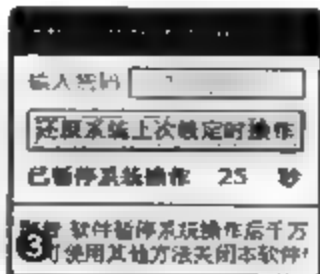 输入密码
还原系统上次锁定时操作
已暂停系统操作 25 秒
软件暂停系统操作后千万
可使用其他方法关闭本软件
3